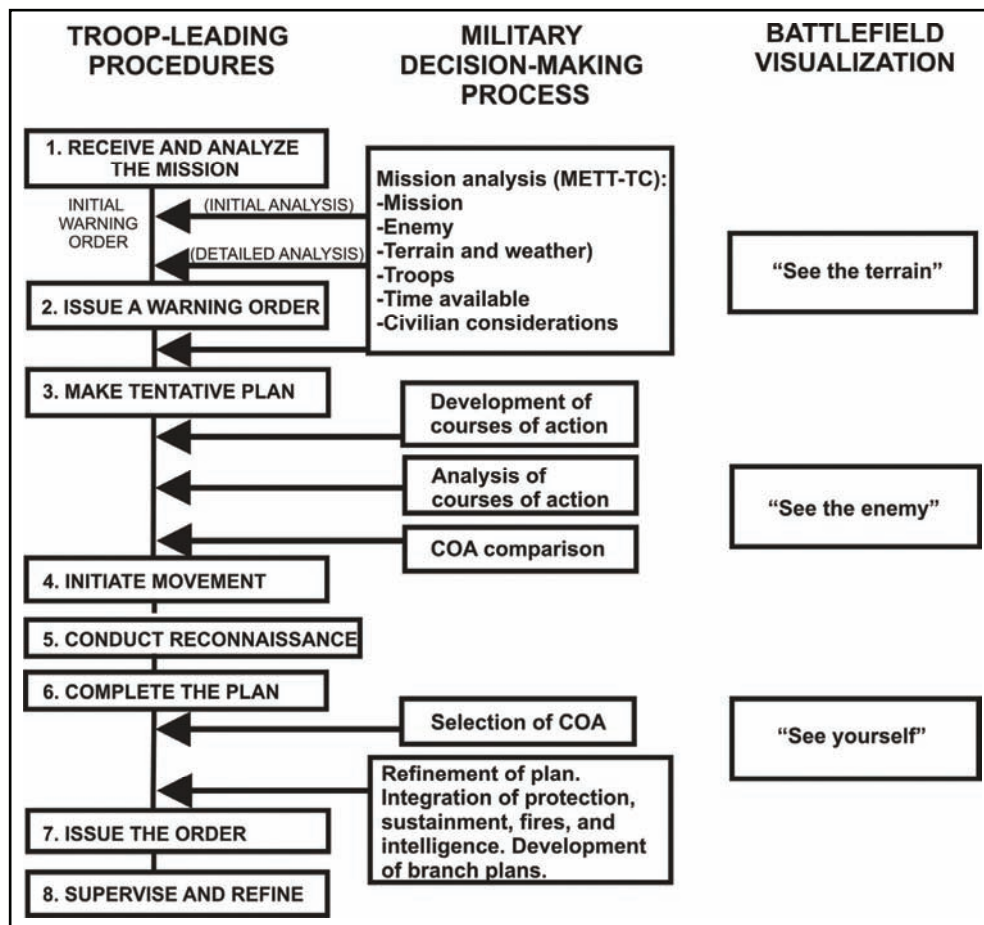 TROOP-LEADING
PROCEDURES
MILITARY
DECISION-MAKING
PROCESS
BATTLEFIELD
VISUALIZATION
1. RECEIVE AND ANALYZE
THE MISSION
INITIAL
WARNING
ORDER
(INITIAL ANALYSIS)
(DETAILED ANALYSIS)
Mission analysis (METT-TC):
-Mission
-Enemy
-Terrain and weather)
-Troops
-Time available
-Civilian considerations
“See the terrain”
2. ISSUE A WARNING ORDER
3. MAKE TENTATIVE PLAN
Development of
courses of action
Analysis of
courses of action
“See the enemy”
COA comparison
4. INITIATE MOVEMENT
5. CONDUCT RECONNAISSANCE
6. COMPLETE THE PLAN
Selection of COA
“See yourself”
Refinement of plan.
Integration of protection,
sustainment, fires, and
intelligence. Development
of branch plans.
7. ISSUE THE ORDER
8. SUPERVISE AND REFINE